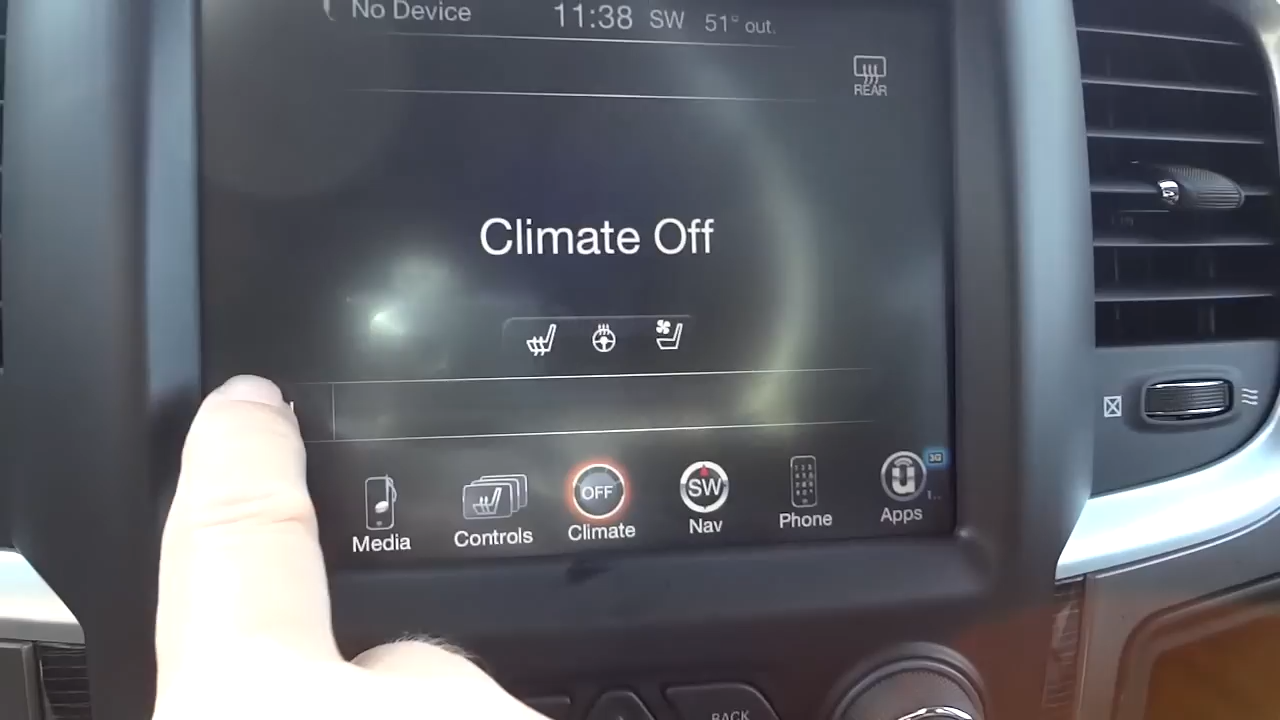 No Device 11:38 SW 51° out.
REAR
Climate Off
OFF SW 3G
Media Controls Climate Nav Phone Apps
BACK